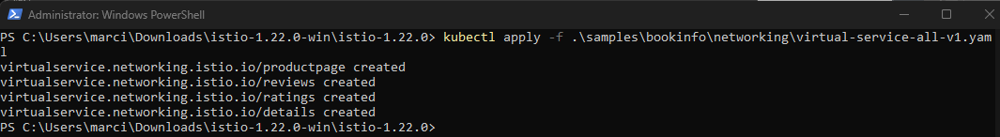 Administrator: Windows PowerShell
PS C:\Users\marci\Downloads\istio-1.22.0-win\istio-1.22.0> kubectl apply -f .\samples\bookinfo\networking\virtual-service-all-v1.yam
l
virtualservice.networking.istio.io/productpage created
virtualservice.networking.istio.io/reviews created
virtualservice.networking.istio.io/ratings created
virtualservice.networking.istio.io/details created
PS C:\Users\marci\Downloads\istio-1.22.0-win\istio-1.22.0>